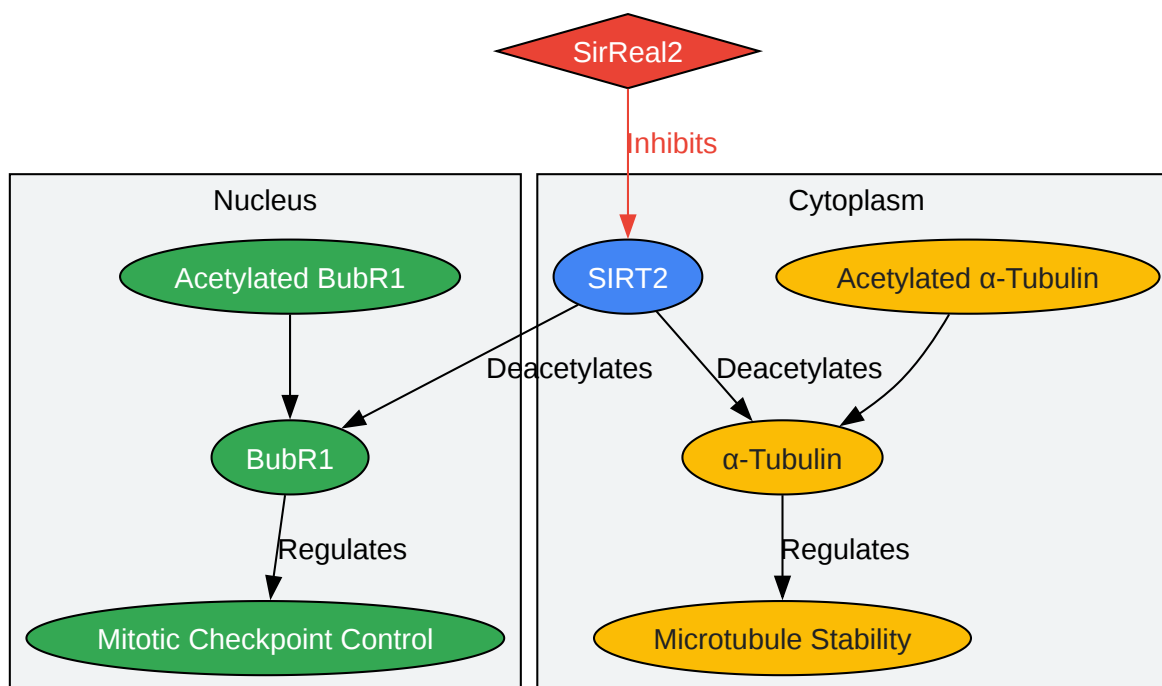 SirReal2
Inhibits
Nucleus
Cytoplasm
Acetylated BubR1
SIRT2
Acetylated α-Tubulin
Deacetylates
Deacetylates
BubR1
α-Tubulin
Regulates
Regulates
Mitotic Checkpoint Control
Microtubule Stability